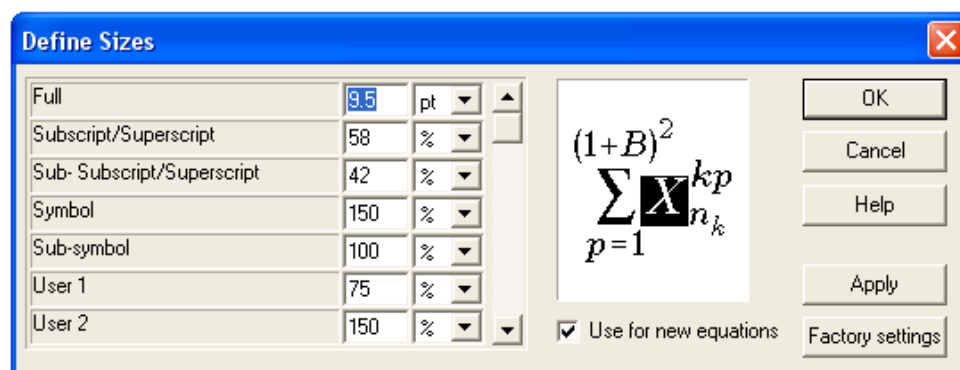 Define Sizes
Full 9.5 pt
Subscript/Superscript 58 %
Sub- Subscript/Superscript 42 %
Symbol 150 %
Sub-symbol 100 %
User 1 75 %
User 2 150 %
(1+B)²
∑ X kp
n k
p=1
Use for new equations
OK
Cancel
Help
Apply
Factory settings